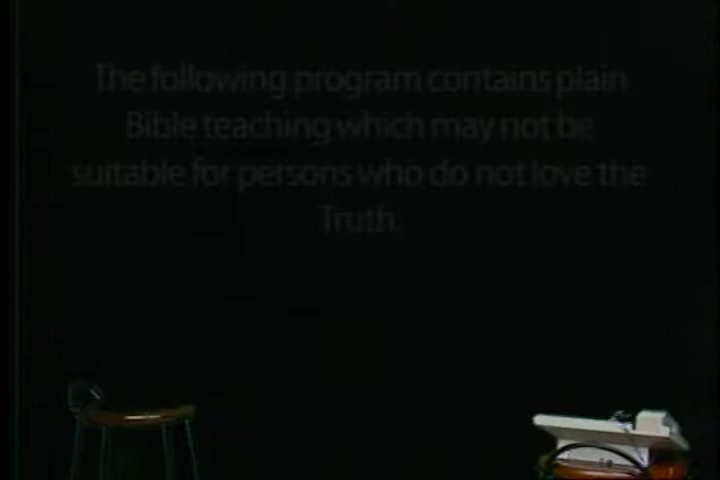 The following program contains plain
Bible teaching which may not be
suitable for persons who do not love the
Truth.